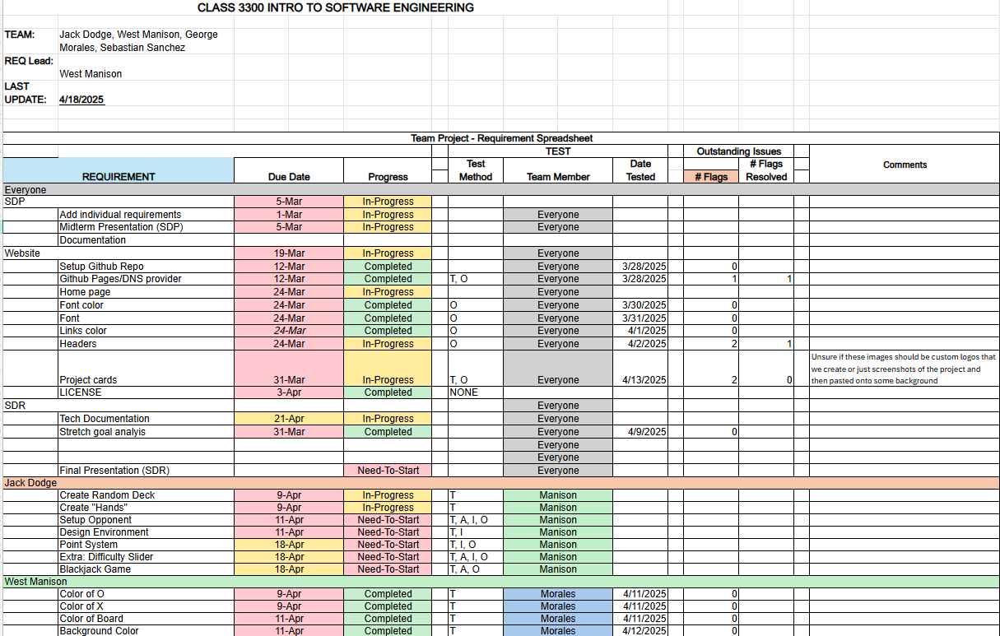 CLASS 3300 INTRO TO SOFTWARE ENGINEERING
TEAM: Jack Dodge, West Manison, George
Morales, Sebastian Sanchez
REQ Lead:
West Manison
LAST
UPDATE: 4/18/2025
Team Project - Requirement Spreadsheet
TEST Outstanding Issues
REQUIREMENT Due Date Progress Test Method Team Member Date Tested # Flags # Flags Resolved Comments
Everyone
SDP 5-Mar In-Progress
Add individual requirements 1-Mar In-Progress Everyone
Midterm Presentation (SDP) 5-Mar In-Progress Everyone
Documentation
Website 19-Mar In-Progress Everyone
Setup Github Repo 12-Mar Completed Everyone 3/28/2025 0
Github Pages/DNS provider 12-Mar Completed T, O Everyone 3/28/2025 1 1
Home page 24-Mar In-Progress Everyone
Font color 24-Mar Completed O Everyone 3/30/2025 0
Font 24-Mar Completed O Everyone 3/31/2025 0
Links color 24-Mar Completed O Everyone 4/1/2025 0
Headers 24-Mar In-Progress O Everyone 4/2/2025 2 1
Unsure if these images should be custom logos that
we create or just screenshots of the project and
Project cards 31-Mar In-Progress T, O Everyone 4/13/2025 2 0 then pasted onto some background
LICENSE 3-Apr Completed NONE
SDR Everyone
Tech Documentation 21-Apr In-Progress Everyone
Stretch goal analyis 31-Mar Completed Everyone 4/9/2025 0
Everyone
Everyone
Final Presentation (SDR) Need-To-Start Everyone
Jack Dodge
Create Random Deck 9-Apr In-Progress T Manison
Create "Hands" 9-Apr In-Progress T Manison
Setup Opponent 11-Apr Need-To-Start T, A, I, O Manison
Design Environment 11-Apr Need-To-Start T, I Manison
Point System 18-Apr Need-To-Start T, I, O Manison
Extra: Difficulty Slider 18-Apr Need-To-Start T, A, I, O Manison
Blackjack Game 18-Apr Need-To-Start T, A, O Manison
West Manison
Color of O 9-Apr Completed T Morales 4/11/2025 0
Color of X 9-Apr Completed T Morales 4/11/2025 0
Color of Board 11-Apr Completed T Morales 4/11/2025 0
Background Color 11-Apr Completed T Morales 4/12/2025 0